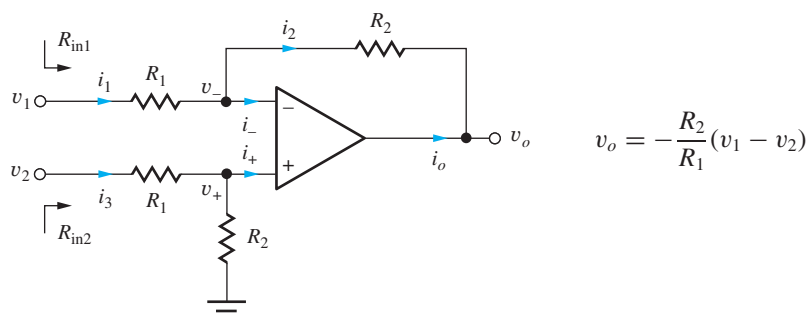 R_in1
i_1 R_1 v_- i_2 R_2
v_1 i_- −
v_2 i_+ + i_o v_o
i_3 R_1 v_+
R_in2 R_2
v_o = −\frac{R_2}{R_1}(v_1 − v_2)